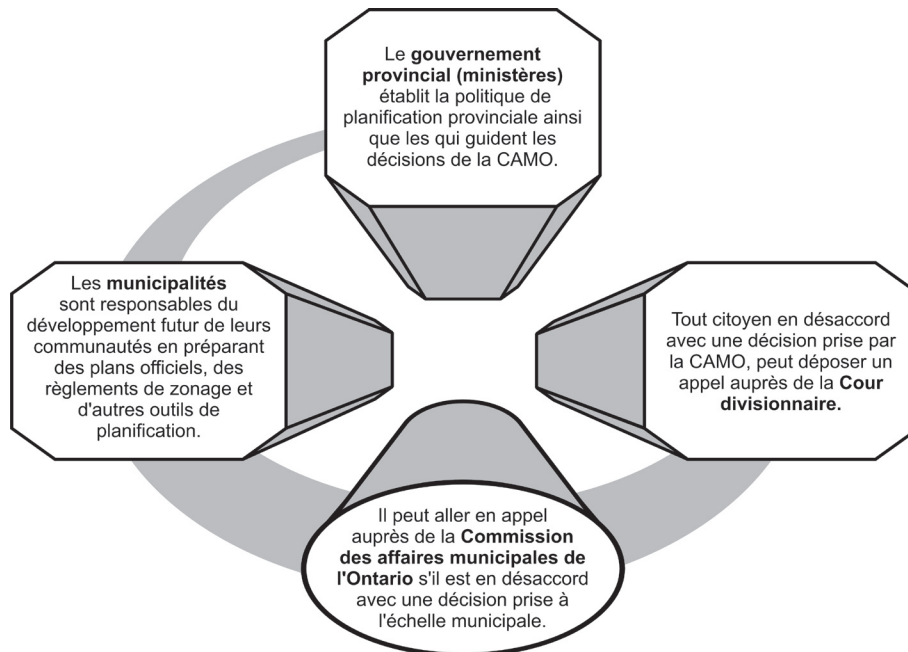 Le gouvernement
provincial (ministères)
établit la politique de
planification provinciale ainsi
que les qui guident les
décisions de la CAMO.
Les municipalités
sont responsables du
développement futur de leurs
communautés en préparant
des plans officiels, des
règlements de zonage et
d'autres outils de
planification.
Tout citoyen en désaccord
avec une décision prise par
la CAMO, peut déposer un
appel auprès de la Cour
divisionnaire.
Il peut aller en appel
auprès de la Commission
des affaires municipales de
l'Ontario s'il est en désaccord
avec une décision prise à
l'échelle municipale.